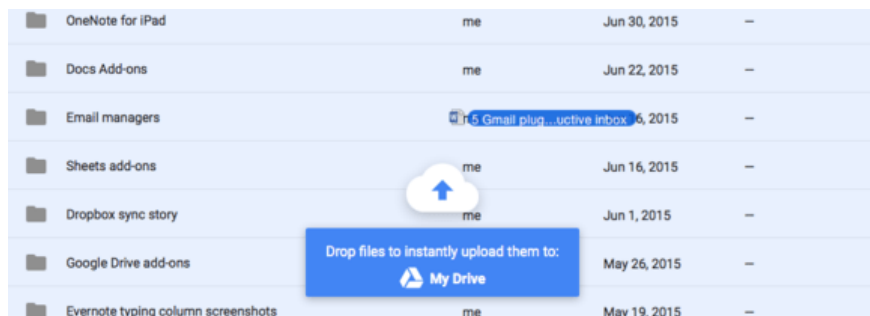 OneNote for iPad me Jun 30, 2015 —
Docs Add-ons me Jun 22, 2015 —
Email managers 5 Gmail plug...uctive inbox 6, 2015 —
Sheets add-ons me Jun 16, 2015 —
Dropbox sync story me Jun 1, 2015 —
Drop files to instantly upload them to:
Google Drive add-ons May 26, 2015 —
My Drive
Evernote typing column screenshots me May 19, 2015 —